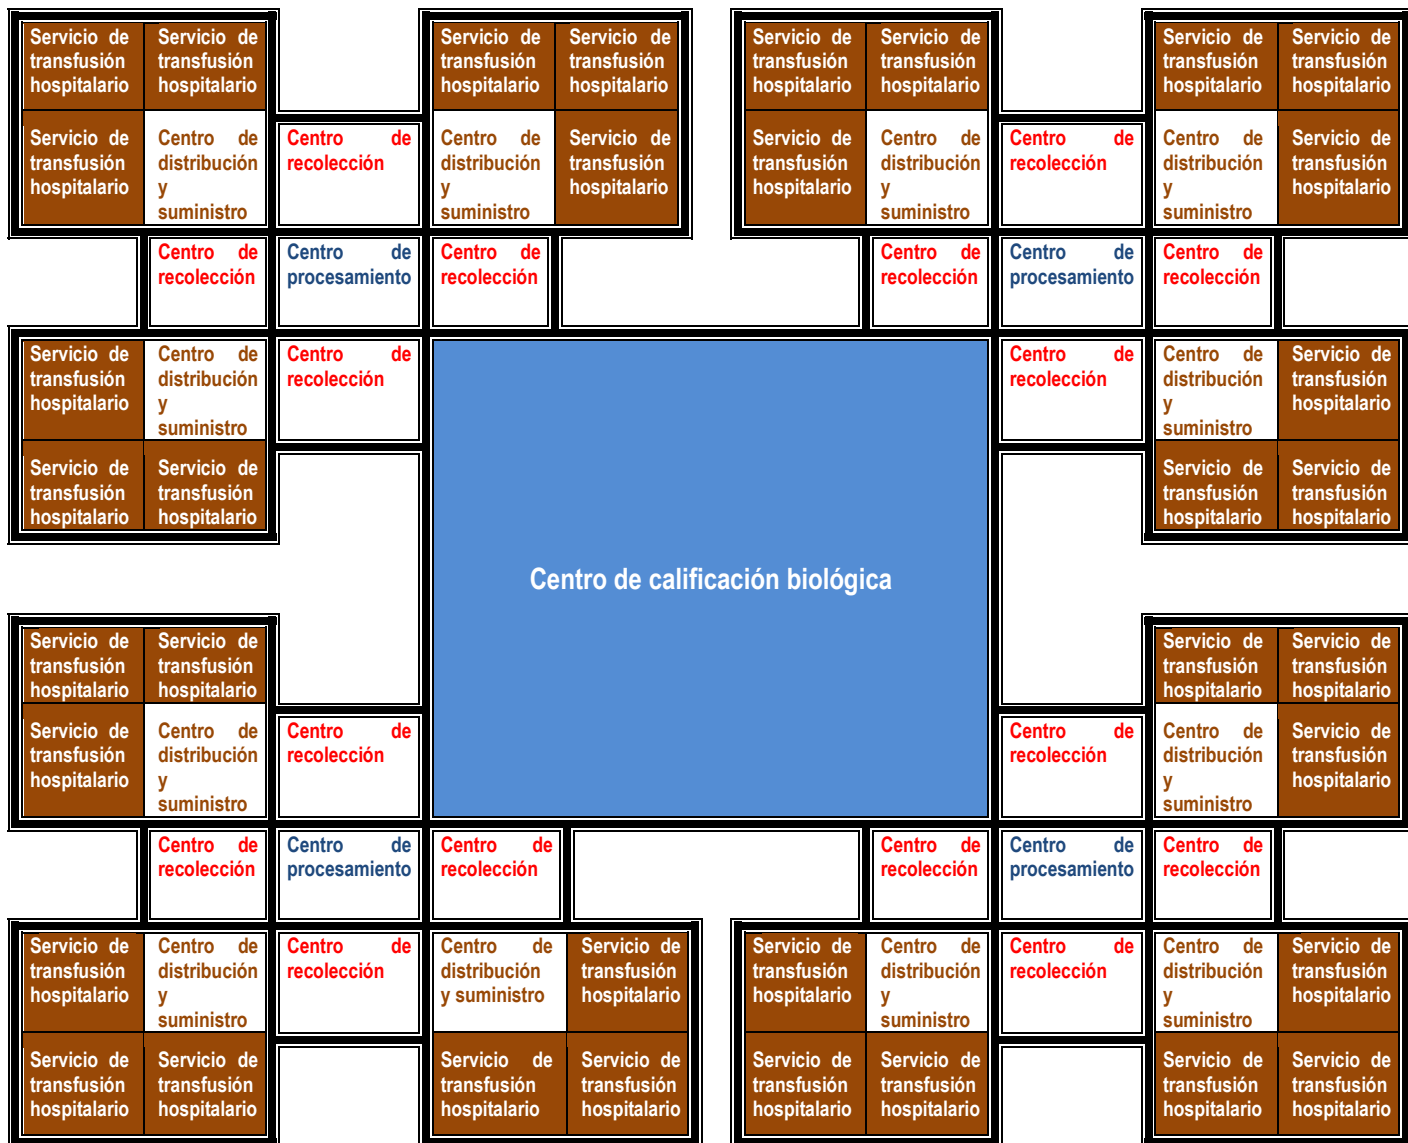 Servicio de
transfusión
hospitalario
Servicio de
transfusión
hospitalario
Servicio de
transfusión
hospitalario
Servicio de
transfusión
hospitalario
Servicio de
transfusión
hospitalario
Servicio de
transfusión
hospitalario
Servicio de
transfusión
hospitalario
Servicio de
transfusión
hospitalario
Servicio de
transfusión
hospitalario
Centro de
distribución
y
suministro
Centro de
recolección
Centro de
distribución
y
suministro
Servicio de
transfusión
hospitalario
Servicio de
transfusión
hospitalario
Centro de
distribución
y
suministro
Centro de
recolección
Centro de
distribución
y
suministro
Servicio de
transfusión
hospitalario
Centro de
recolección
Centro de
procesamiento
Centro de
recolección
Centro de
recolección
Centro de
procesamiento
Centro de
recolección
Servicio de
transfusión
hospitalario
Centro de
distribución
y
suministro
Centro de
recolección
Centro de
recolección
Centro de
distribución
y
suministro
Servicio de
transfusión
hospitalario
Servicio de
transfusión
hospitalario
Servicio de
transfusión
hospitalario
Servicio de
transfusión
hospitalario
Servicio de
transfusión
hospitalario
Centro de calificación biológica
Servicio de
transfusión
hospitalario
Servicio de
transfusión
hospitalario
Servicio de
transfusión
hospitalario
Servicio de
transfusión
hospitalario
Servicio de
transfusión
hospitalario
Centro de
distribución
y
suministro
Centro de
recolección
Centro de
recolección
Centro de
distribución
y
suministro
Servicio de
transfusión
hospitalario
Centro de
recolección
Centro de
procesamiento
Centro de
recolección
Centro de
recolección
Centro de
procesamiento
Centro de
recolección
Servicio de
transfusión
hospitalario
Centro de
distribución
y
suministro
Centro de
recolección
Centro de
distribución
y suministro
Servicio de
transfusión
hospitalario
Servicio de
transfusión
hospitalario
Centro de
distribución
y
suministro
Centro de
recolección
Centro de
distribución
y
suministro
Servicio de
transfusión
hospitalario
Servicio de
transfusión
hospitalario
Servicio de
transfusión
hospitalario
Servicio de
transfusión
hospitalario
Servicio de
transfusión
hospitalario
Servicio de
transfusión
hospitalario
Servicio de
transfusión
hospitalario
Servicio de
transfusión
hospitalario
Servicio de
transfusión
hospitalario